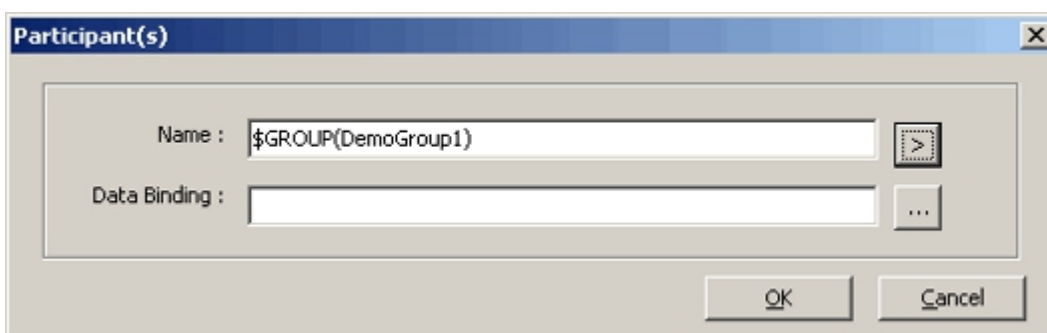 Participant(s)
Name : $GROUP(DemoGroup1) >
Data Binding : ...
OK Cancel